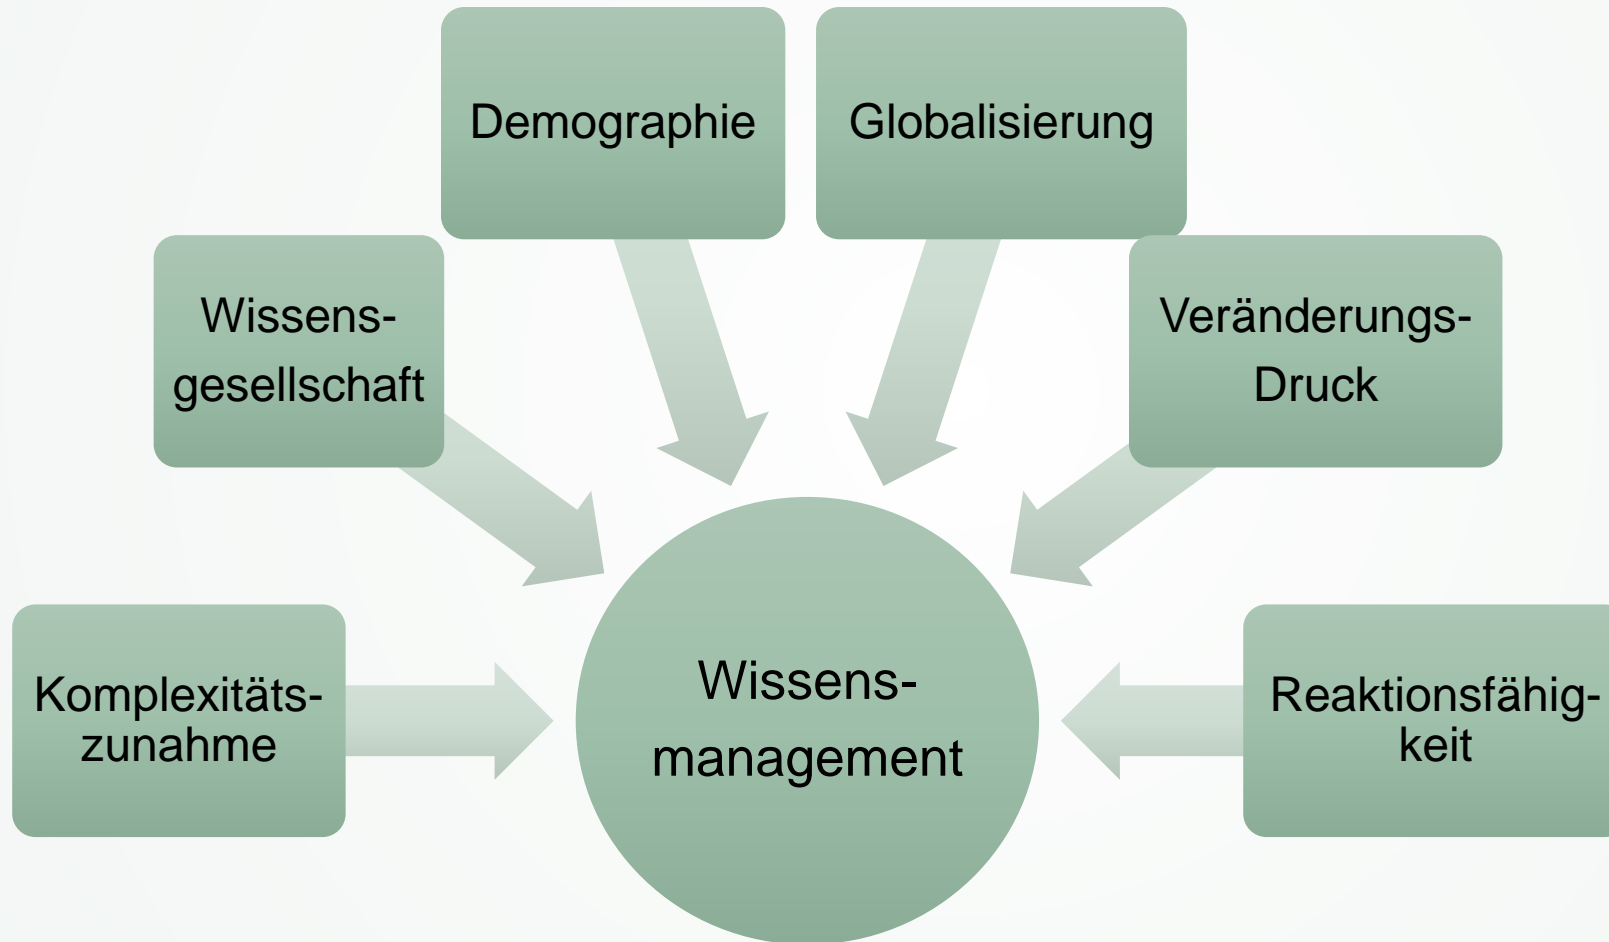 Demographie
Globalisierung
Wissens-
gesellschaft
Veränderungs-
Druck
Komplexitäts-
zunahme
Wissens-
management
Reaktionsfähig-
keit